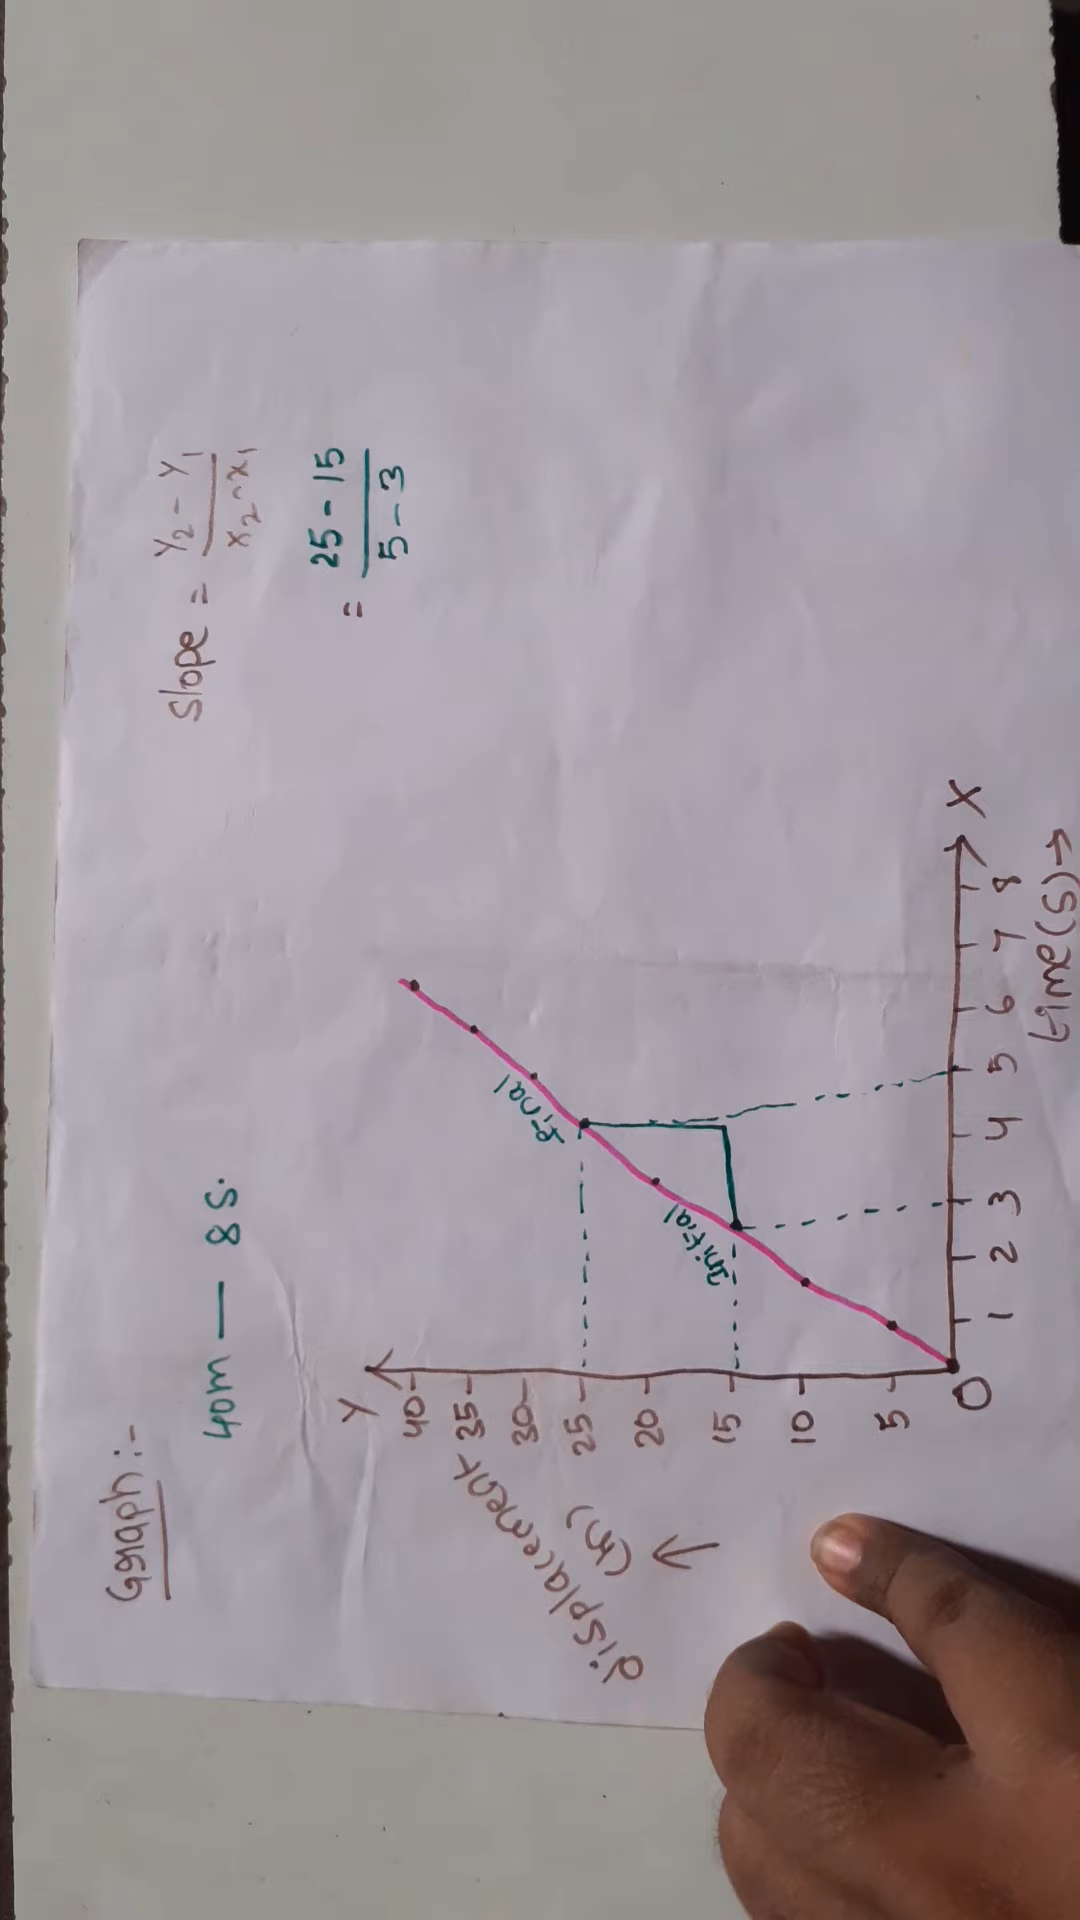 Graph:-
40m — 8 S.
Slope = Y2 - Y1
x2 - x1
= 25 - 15
5 - 3
Y
40
35
30
25
20
15
10
5
0
displacement
(m)
→
final
Initial
1 2 3 4 5 6 7 8
X
time(s)→